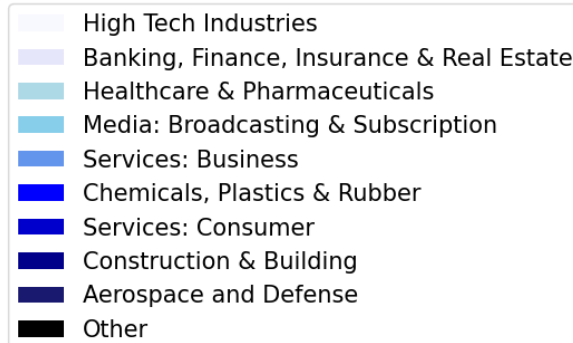 High Tech Industries
Banking, Finance, Insurance & Real Estate
Healthcare & Pharmaceuticals
Media: Broadcasting & Subscription
Services: Business
Chemicals, Plastics & Rubber
Services: Consumer
Construction & Building
Aerospace and Defense
Other